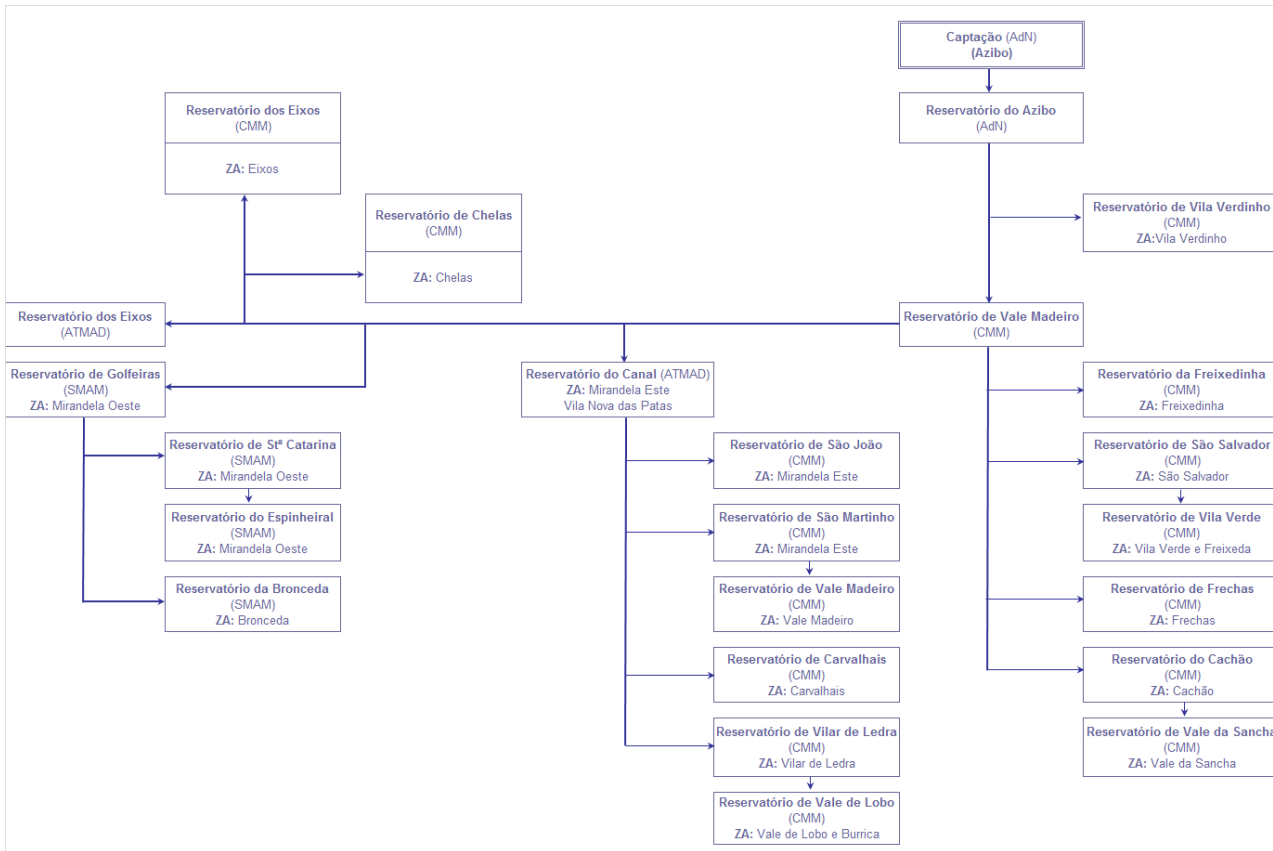 Captação (AdN)
(Azibo)
Reservatório do Azibo
(AdN)
Reservatório dos Eixos
(CMM)
ZA: Eixos
Reservatório de Chelas
(CMM)
ZA: Chelas
Reservatório de Vila Verdinho
(CMM)
ZA:Vila Verdinho
Reservatório dos Eixos
(ATMAD)
Reservatório de Vale Madeiro
(CMM)
Reservatório de Golfeiras
(SMAM)
ZA: Mirandela Oeste
Reservatório de Stª Catarina
(SMAM)
ZA: Mirandela Oeste
Reservatório do Espinheiral
(SMAM)
ZA: Mirandela Oeste
Reservatório da Bronceda
(SMAM)
ZA: Bronceda
Reservatório do Canal (ATMAD)
ZA: Mirandela Este
Vila Nova das Patas
Reservatório de São João
(CMM)
ZA: Mirandela Este
Reservatório de São Martinho
(CMM)
ZA: Mirandela Este
Reservatório de Vale Madeiro
(CMM)
ZA: Vale Madeiro
Reservatório de Carvalhais
(CMM)
ZA: Carvalhais
Reservatório de Vilar de Ledra
(CMM)
ZA: Vilar de Ledra
Reservatório de Vale de Lobo
(CMM)
ZA: Vale de Lobo e Burrica
Reservatório da Freixedinha
(CMM)
ZA: Freixedinha
Reservatório de São Salvador
(CMM)
ZA: São Salvador
Reservatório de Vila Verde
(CMM)
ZA: Vila Verde e Freixeda
Reservatório de Frechas
(CMM)
ZA: Frechas
Reservatório do Cachão
(CMM)
ZA: Cachão
Reservatório de Vale da Sancha
(CMM)
ZA: Vale da Sancha